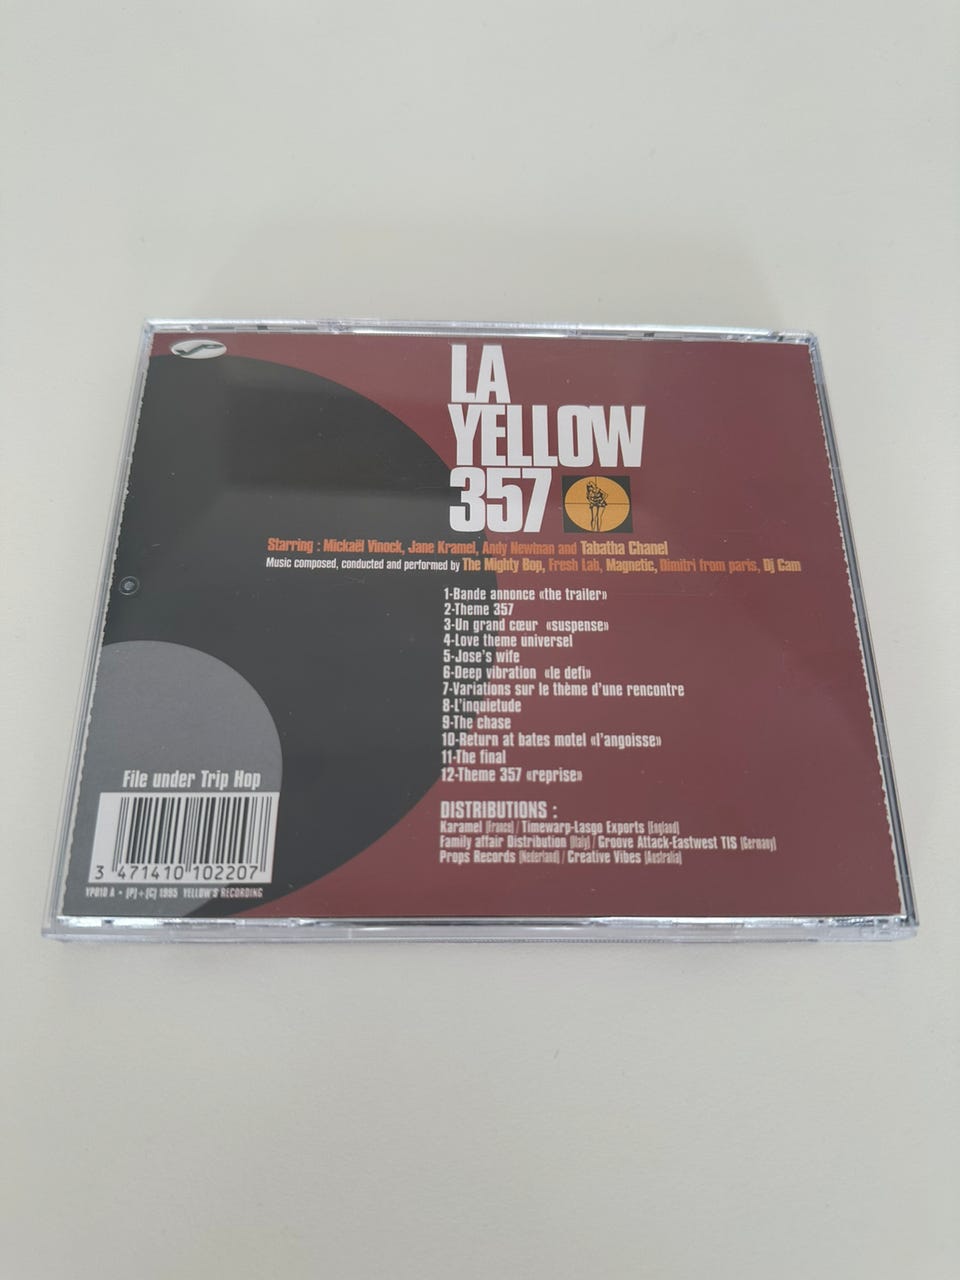 LA
YELLOW
357
Starring : Mickaël Vinock, Jane Kramel, Andy Newman and Tabatha Chanel
Music composed, conducted and performed by The Mighty Bop, Fresh Lab, Magnetic, Dimitri from paris, Dj Cam
1-Bande annonce «the trailer»
2-Theme 357
3-Un grand cœur «suspense»
4-Love theme universel
5-Jose's wife
6-Deep vibration «le defi»
7-Variations sur le thème d'une rencontre
8-L'inquietude
9-The chase
10-Return at bates motel «l'angoisse»
11-The final
12-Theme 357 «reprise»
DISTRIBUTIONS :
Karamel (France) / Timewarp-Lasgo Exports (England)
Family affair Distribution (Italy) / Groove Attack-Eastwest TIS (Germany)
Props Records (Nederland) / Creative Vibes (Australia)
File under Trip Hop
3 471410 102207
YP010 A • (P)+(C) 1995 YELLOW'S RECORDING